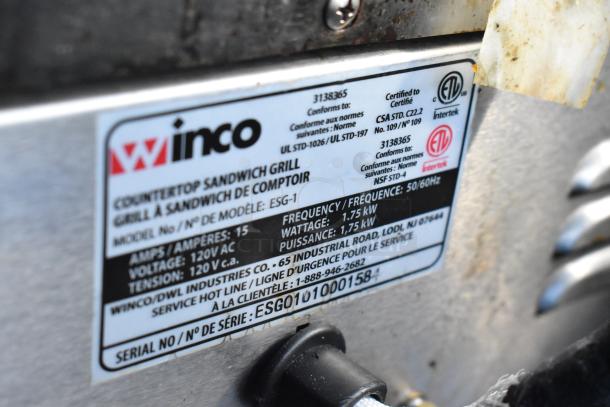 Winco
3138365
Conforms to:
Conforme aux normes
suivantes : Norme
UL STD-1026 / UL STD-197
Certified to
Certifié
CSA STD. C22.2
No. 109 / N° 109
3138365
Conforms to:
Conforme aux normes
suivantes : Norme
NSF STD-4
c ETL
Intertek
ETL
Intertek
COUNTERTOP SANDWICH GRILL
GRILL À SANDWICH DE COMPTOIR
MODEL NO / N° DE MODÈLE: ESG-1
AMPS / AMPÈRES: 15
VOLTAGE: 120V AC
TENSION: 120 V c.a.
FREQUENCY / FRÉQUENCE: 50/60Hz
WATTAGE: 1.75 kW
PUISSANCE: 1,75 kW
WINCO/DWL INDUSTRIES CO. • 65 INDUSTRIAL ROAD, LODI, NJ 07644
SERVICE HOT LINE / LIGNE D'URGENCE POUR LE SERVICE
À LA CLIENTÈLE : 1-888-946-2682
SERIAL NO / N° DE SÉRIE : ESG0101000158